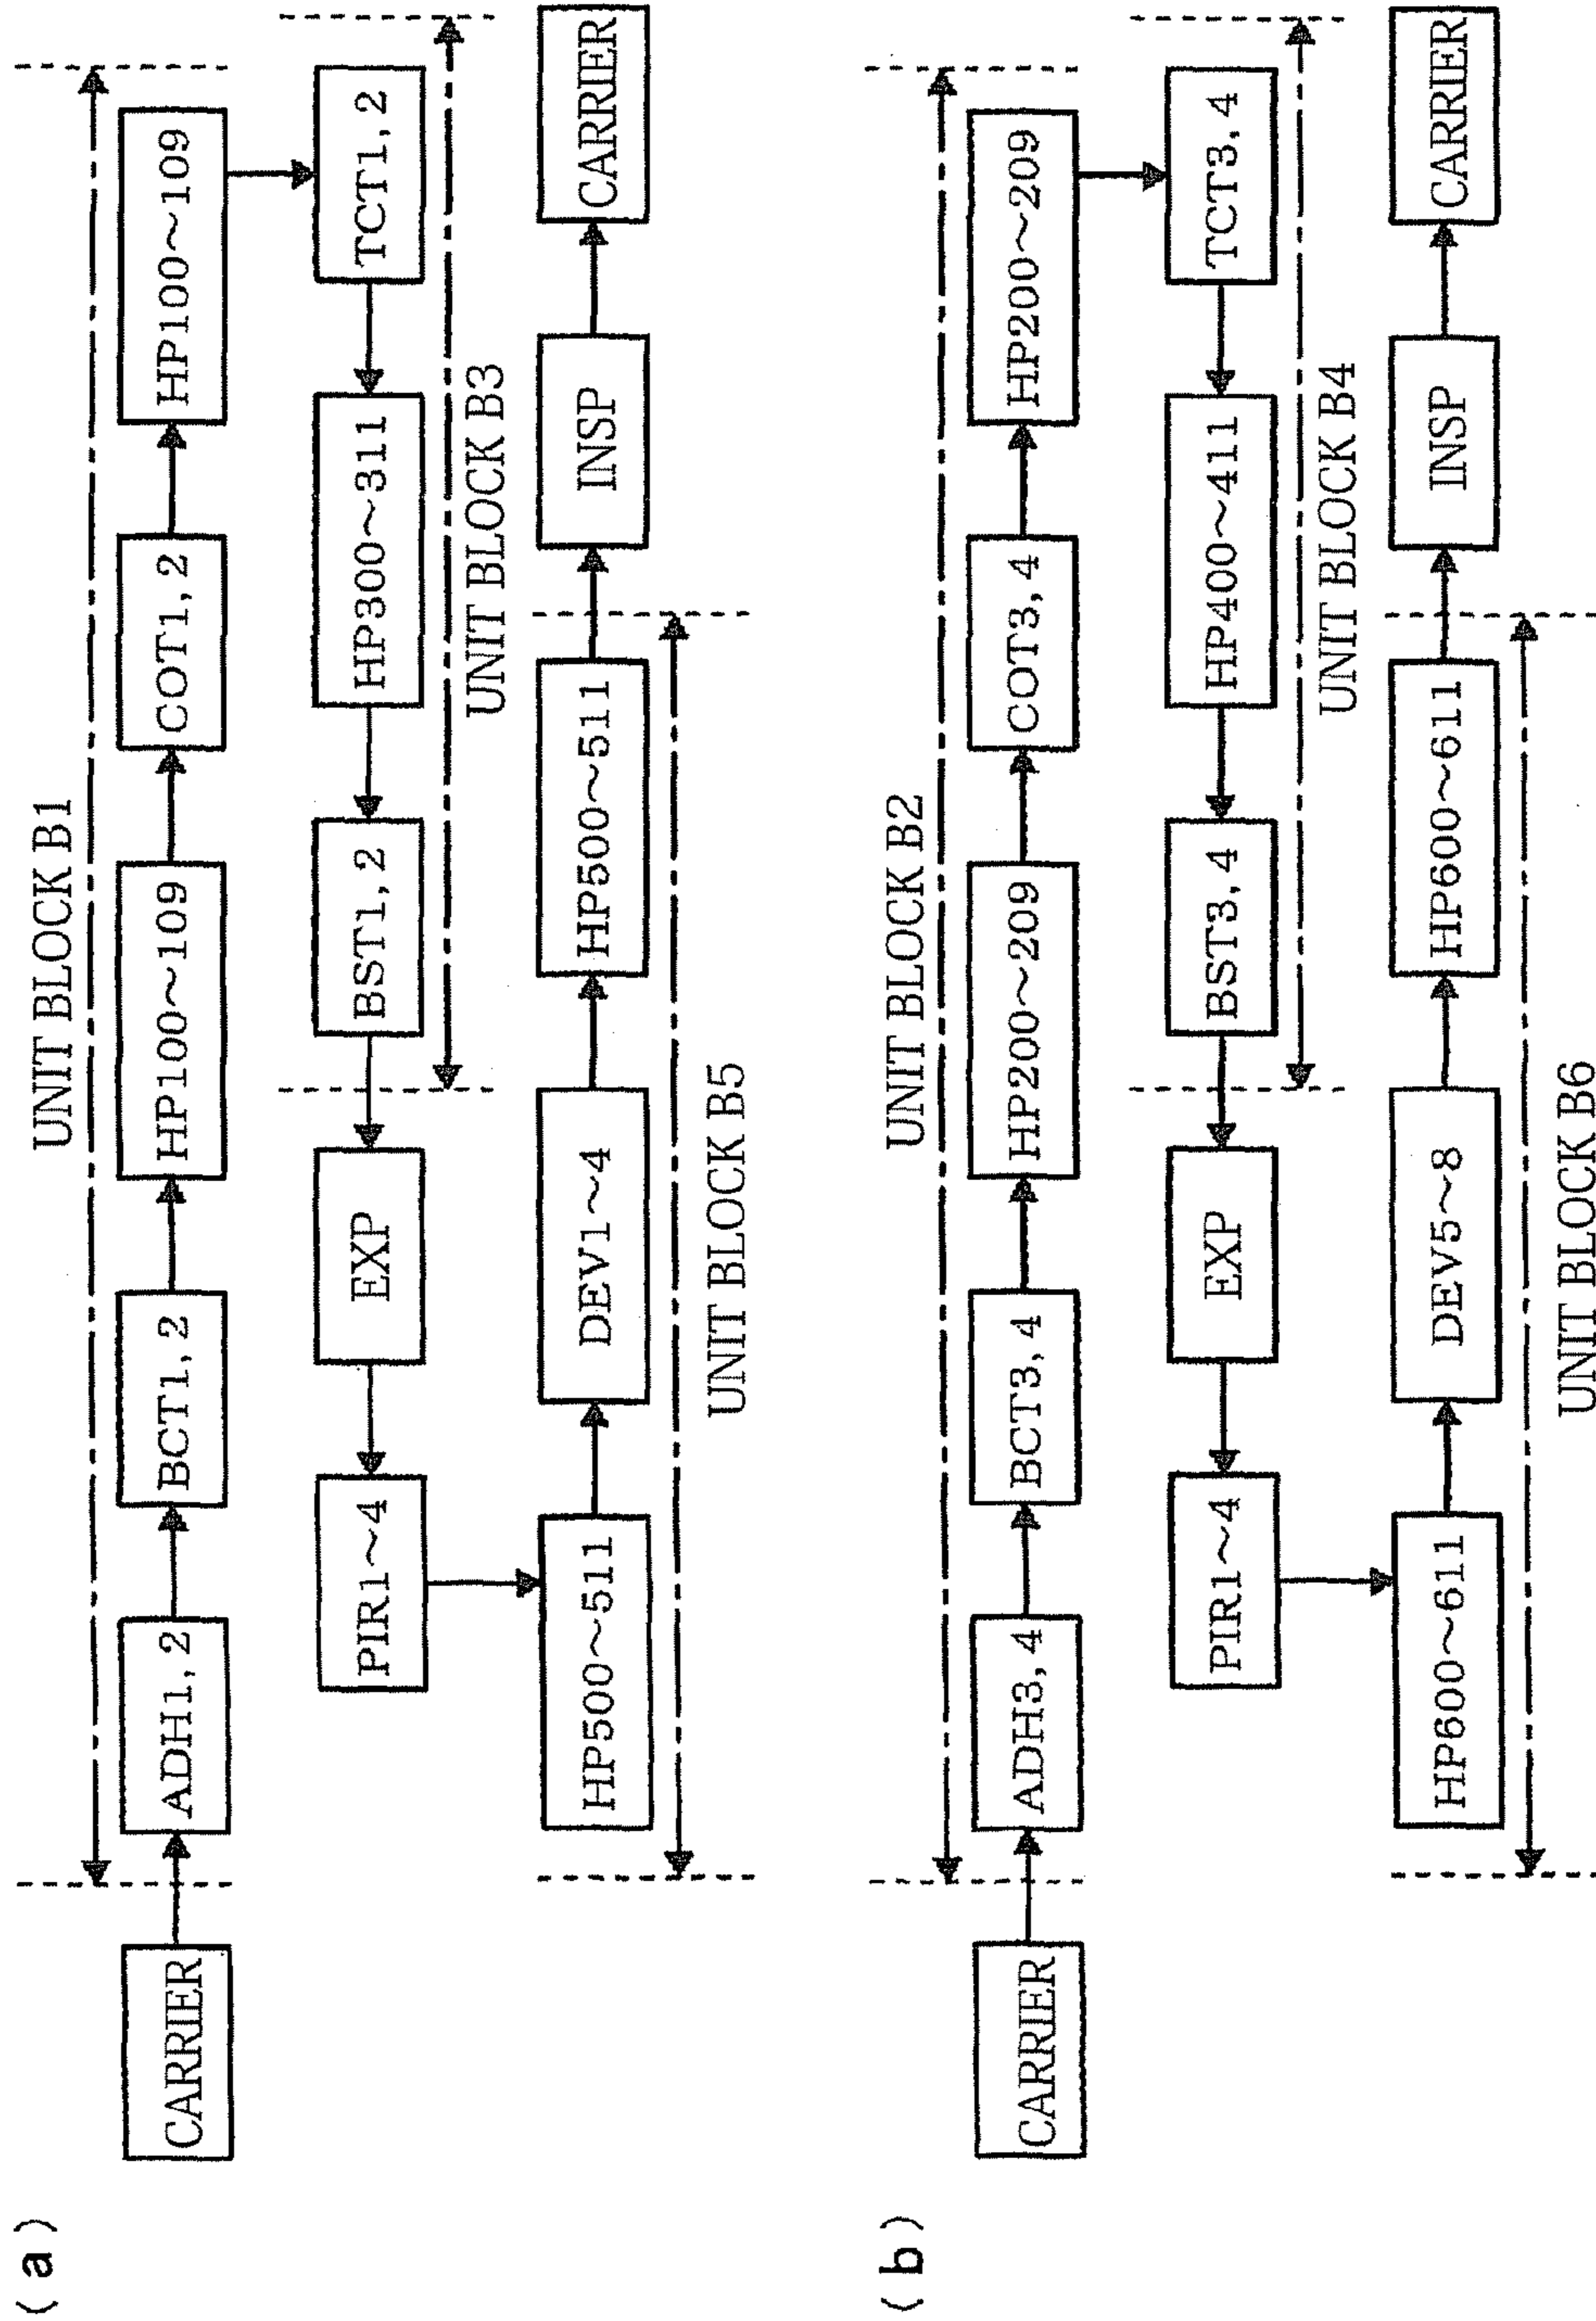 (a)
UNIT BLOCK B1
CARRIER
ADH1,2
BCT1,2
HP100~109
COT1,2
HP100~109
PIR1~4
EXP
BST1,2
HP300~311
TCT1,2
UNIT BLOCK B3
HP500~511
DEV1~4
HP500~511
INSP
CARRIER
UNIT BLOCK B5
(b)
UNIT BLOCK B2
CARRIER
ADH3,4
BCT3,4
HP200~209
COT3,4
HP200~209
PIR1~4
EXP
BST3,4
HP400~411
TCT3,4
UNIT BLOCK B4
HP600~611
DEV5~8
HP600~611
INSP
CARRIER
UNIT BLOCK B6